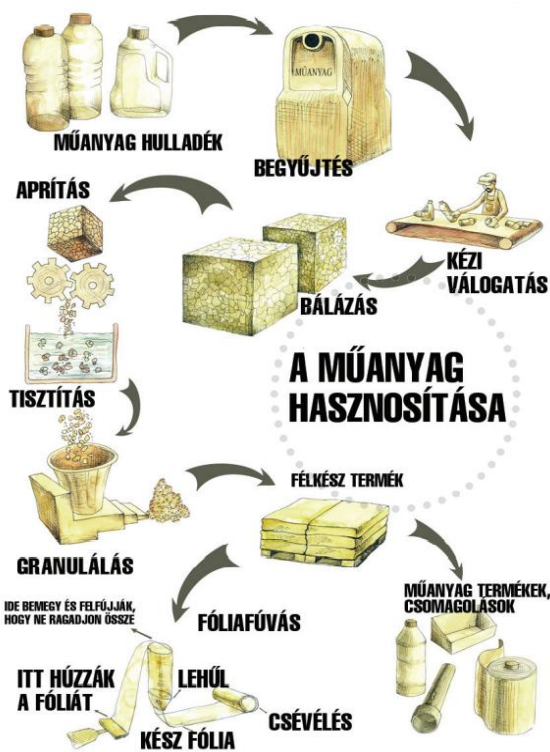 MŰANYAG HULLADÉK
MŰANYAG
BEGYŰJTÉS
KÉZI
VÁLOGATÁS
BÁLÁZÁS
APRÍTÁS
TISZTÍTÁS
A MŰANYAG
HASZNOSÍTÁSA
GRANULÁLÁS
FÉLKÉSZ TERMÉK
MŰANYAG TERMÉKEK,
CSOMAGOLÁSOK
FÓLIAFÚVÁS
IDE BEMEGY ÉS FELFÚJJÁK,
HOGY NE RAGADJON ÖSSZE
ITT HÚZZÁK
A FÓLIÁT
LEHŰL
CSÉVÉLÉS
KÉSZ FÓLIA